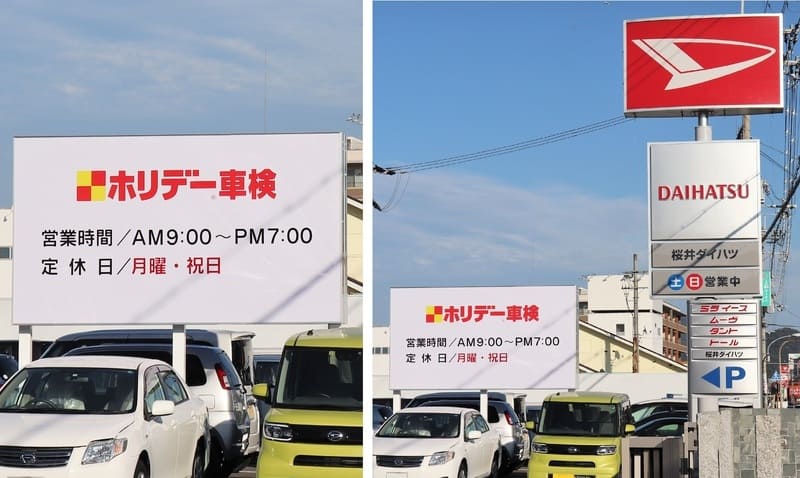 ホリデー車検
営業時間/AM9:00～PM7:00
定休日/月曜・祝日
DAIHATSU
桜井ダイハツ
土日営業中
ミライース
ムーヴ
タント
トール
桜井ダイハツ
P
ホリデー車検
営業時間/AM9:00～PM7:00
定休日/月曜・祝日